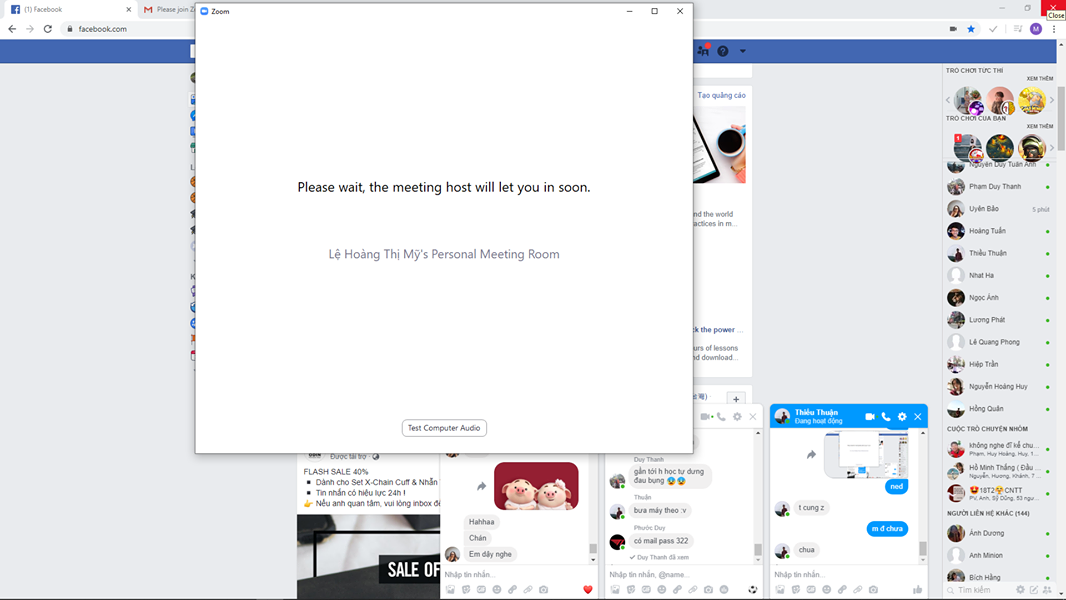 (1) Facebook
Please join Z
Zoom
Close
facebook.com
M
Please wait, the meeting host will let you in soon.
Lệ Hoàng Thị Mỹ's Personal Meeting Room
Test Computer Audio
Tạo quảng cáo
nd the world
ractices in m...
ck the power ...
urs of lessons
nd download...
TRÒ CHƠI TỨC THÌ
XEM THÊM
TRÒ CHƠI CỦA BẠN
XEM THÊM
1
Nguyễn Duy Tuấn Anh
Phạm Duy Thanh
Uyên Bảo
5 phút
Hoàng Tuấn
Thiều Thuận
Nhat Ha
Ngọc Ánh
Lương Phát
Lê Quang Phong
Hiệp Trần
Nguyễn Hoàng Huy
Hồng Quân
CUỘC TRÒ CHUYỆN NHÓM
không nghe đĩ kể chu...
Phạm, Huy Hoàng, Huy, 1...
Hồ Minh Thắng ( Đầu ...
Nguyễn, Hương, Khánh, 7...
18T2 CNTT
PV, Anh, Sỹ Dũng, 53 ngư...
NGƯỜI LIÊN HỆ KHÁC (144)
Ánh Dương
Anh Minion
Bích Hằng
Tìm kiếm
Được tài trợ ·
FLASH SALE 40%
Dành cho Set X-Chain Cuff & Nhẫn
Tin nhắn có hiệu lực 24h !
Nếu anh quan tâm, vui lòng inbox để
SALE OF
Hahhaa
Chán
Em dậy nghe
Nhập tin nhắn...
Duy Thanh
gần tới h học tự dưng
đau bụng
Thuận
bưa máy theo :v
Phước Duy
có mail pass 322
Duy Thanh đã xem
Nhập tin nhắn, @name...
Thiều Thuận
Đang hoạt động
ned
t cung z
m đ chưa
chua
Nhập tin nhắn...